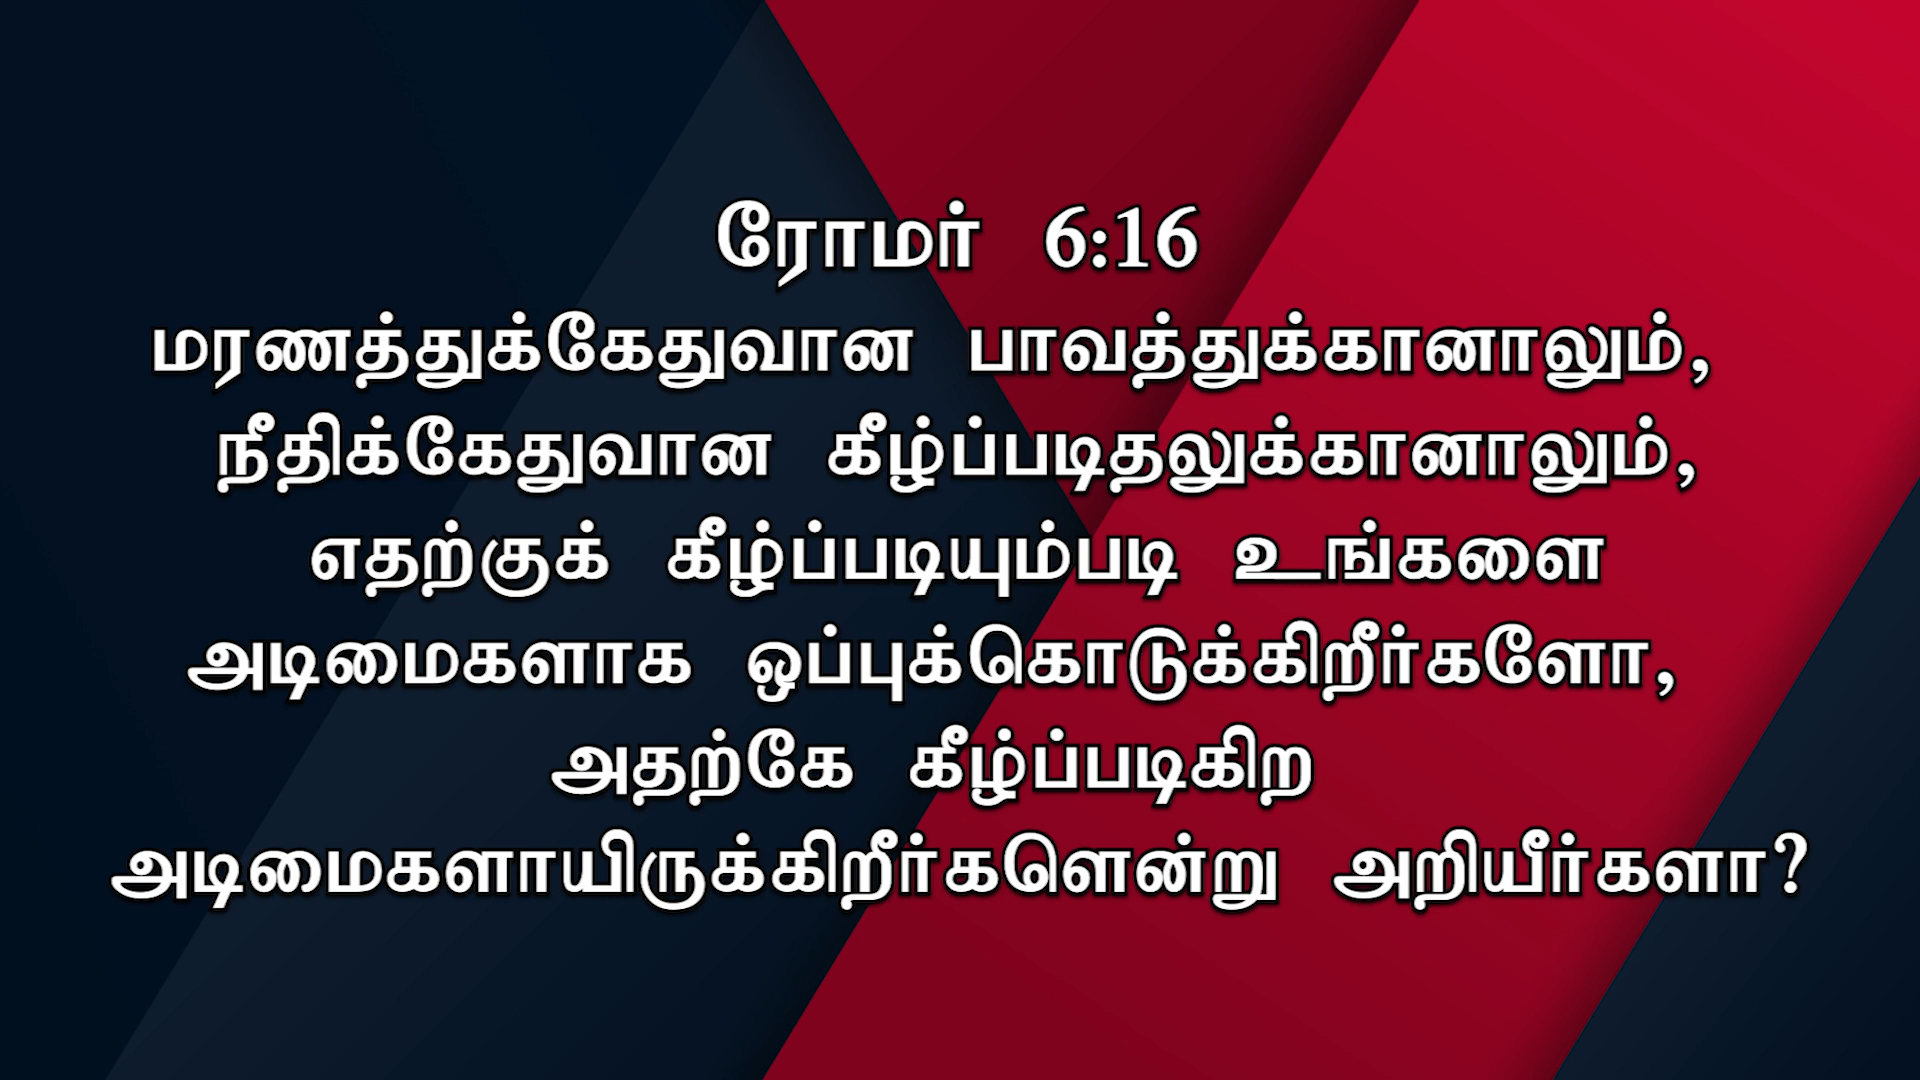 ரோமர் 6:16
மரணத்துக்கேதுவான பாவத்துக்கானாலும்,
நீதிக்கேதுவான கீழ்ப்படிதலுக்கானாலும்,
எதற்குக் கீழ்ப்படியும்படி உங்களை
அடிமைகளாக ஒப்புக்கொடுக்கிறீர்களோ,
அதற்கே கீழ்ப்படிகிற
அடிமைகளாயிருக்கிறீர்களென்று அறியீர்களா?